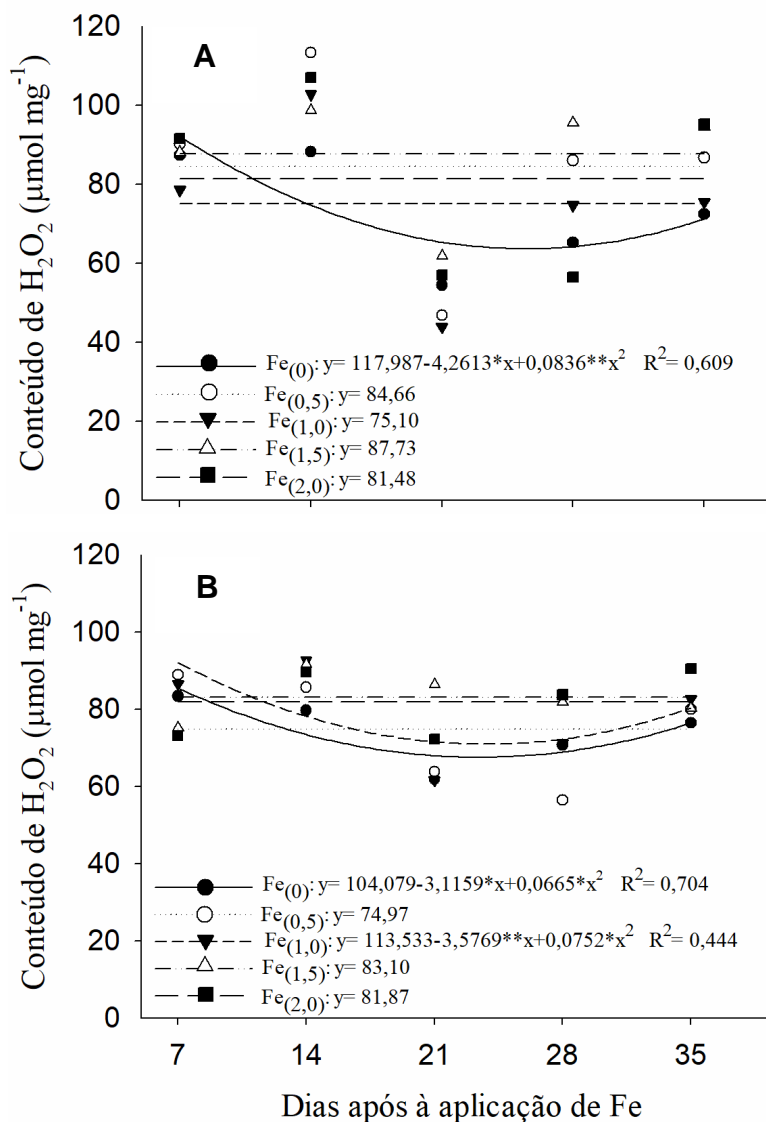 A
120
100
80
60
40
20
0
Conteúdo de H₂O₂ (µmol mg⁻¹)
Fe(0): y= 117,987-4,2613*x+0,0836**x² R²= 0,609
Fe(0,5): y= 84,66
Fe(1,0): y= 75,10
Fe(1,5): y= 87,73
Fe(2,0): y= 81,48
B
120
100
80
60
40
20
0
Conteúdo de H₂O₂ (µmol mg⁻¹)
Fe(0): y= 104,079-3,1159*x+0,0665*x² R²= 0,704
Fe(0,5): y= 74,97
Fe(1,0): y= 113,533-3,5769**x+0,0752*x² R²= 0,444
Fe(1,5): y= 83,10
Fe(2,0): y= 81,87
7 14 21 28 35
Dias após à aplicação de Fe